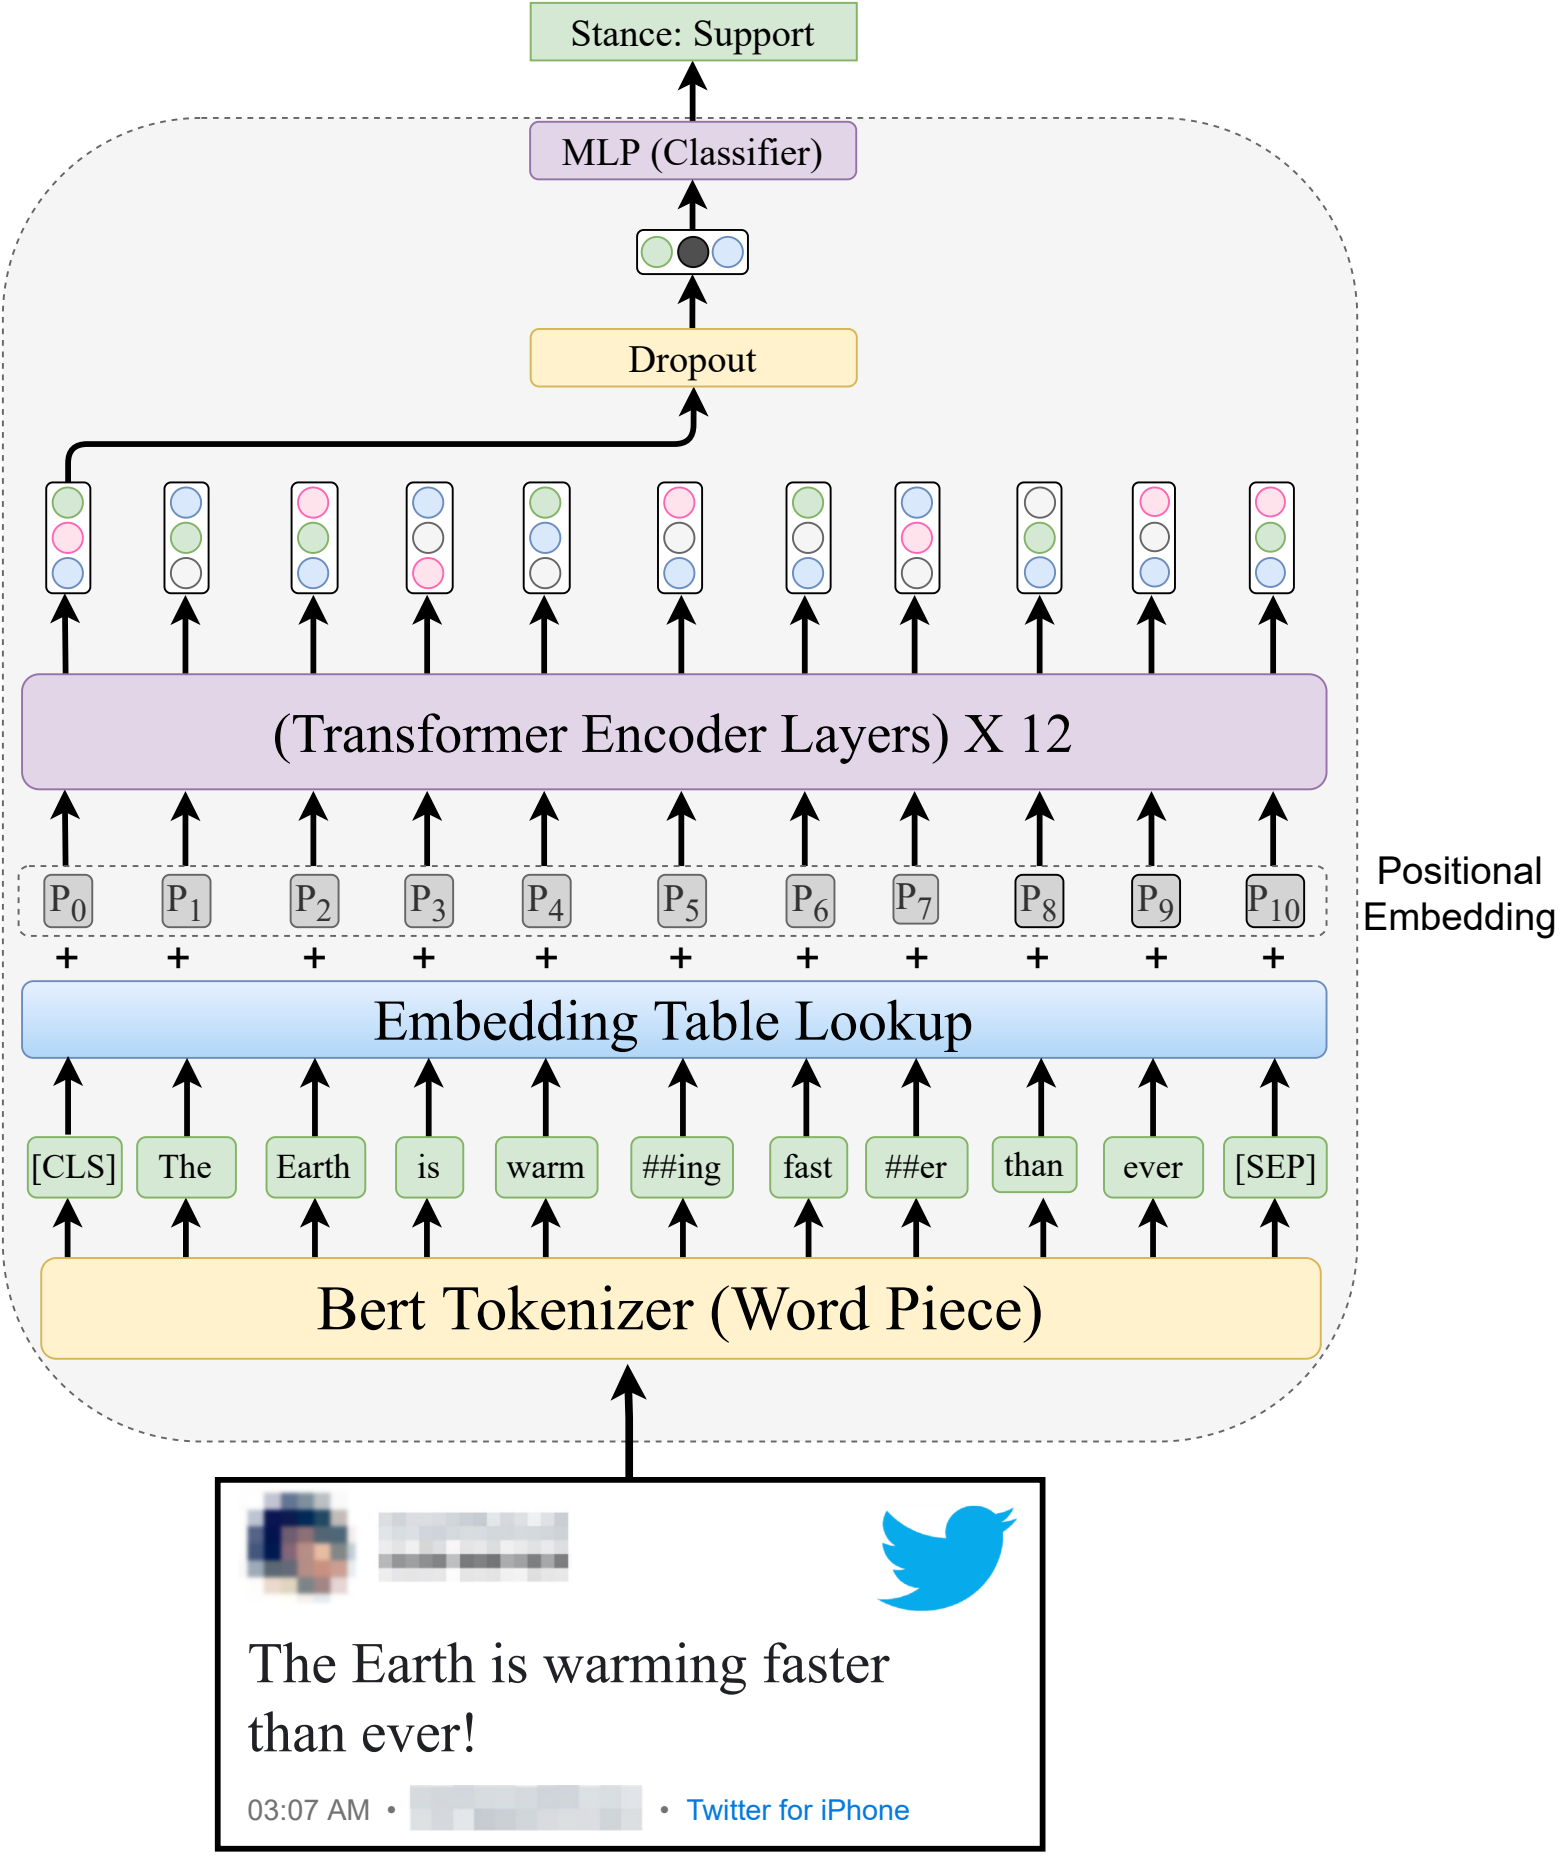 Stance: Support
MLP (Classifier)
Dropout
(Transformer Encoder Layers) X 12
P0 P1 P2 P3 P4 P5 P6 P7 P8 P9 P10
Positional
Embedding
+ + + + + + + + + + +
Embedding Table Lookup
[CLS] The Earth is warm ##ing fast ##er than ever [SEP]
Bert Tokenizer (Word Piece)
The Earth is warming faster
than ever!
03:07 AM • • Twitter for iPhone